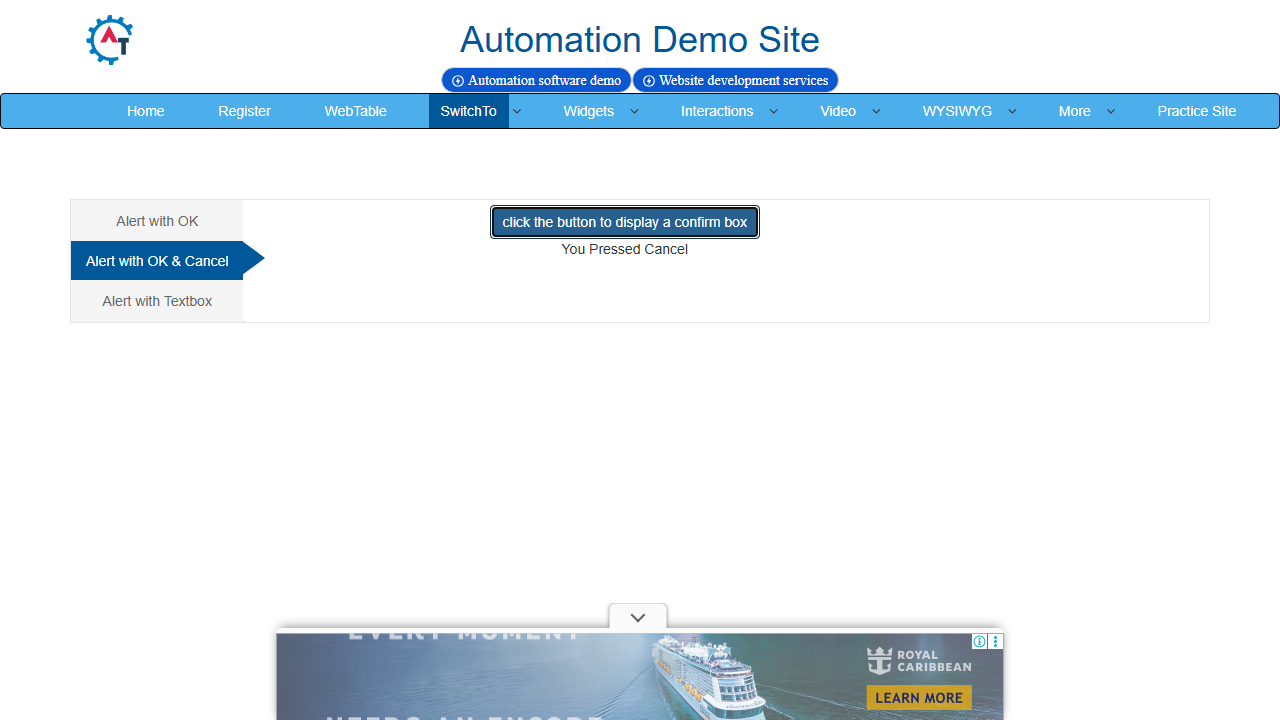 AT
Automation Demo Site
Automation software demo Website development services
Home Register WebTable SwitchTo Widgets Interactions Video WYSIWYG More Practice Site
Alert with OK
click the button to display a confirm box
You Pressed Cancel
Alert with OK & Cancel
Alert with Textbox
EVERY MOMENT
ROYAL
CARIBBEAN
LEARN MORE
NEEDS AN ENCORE